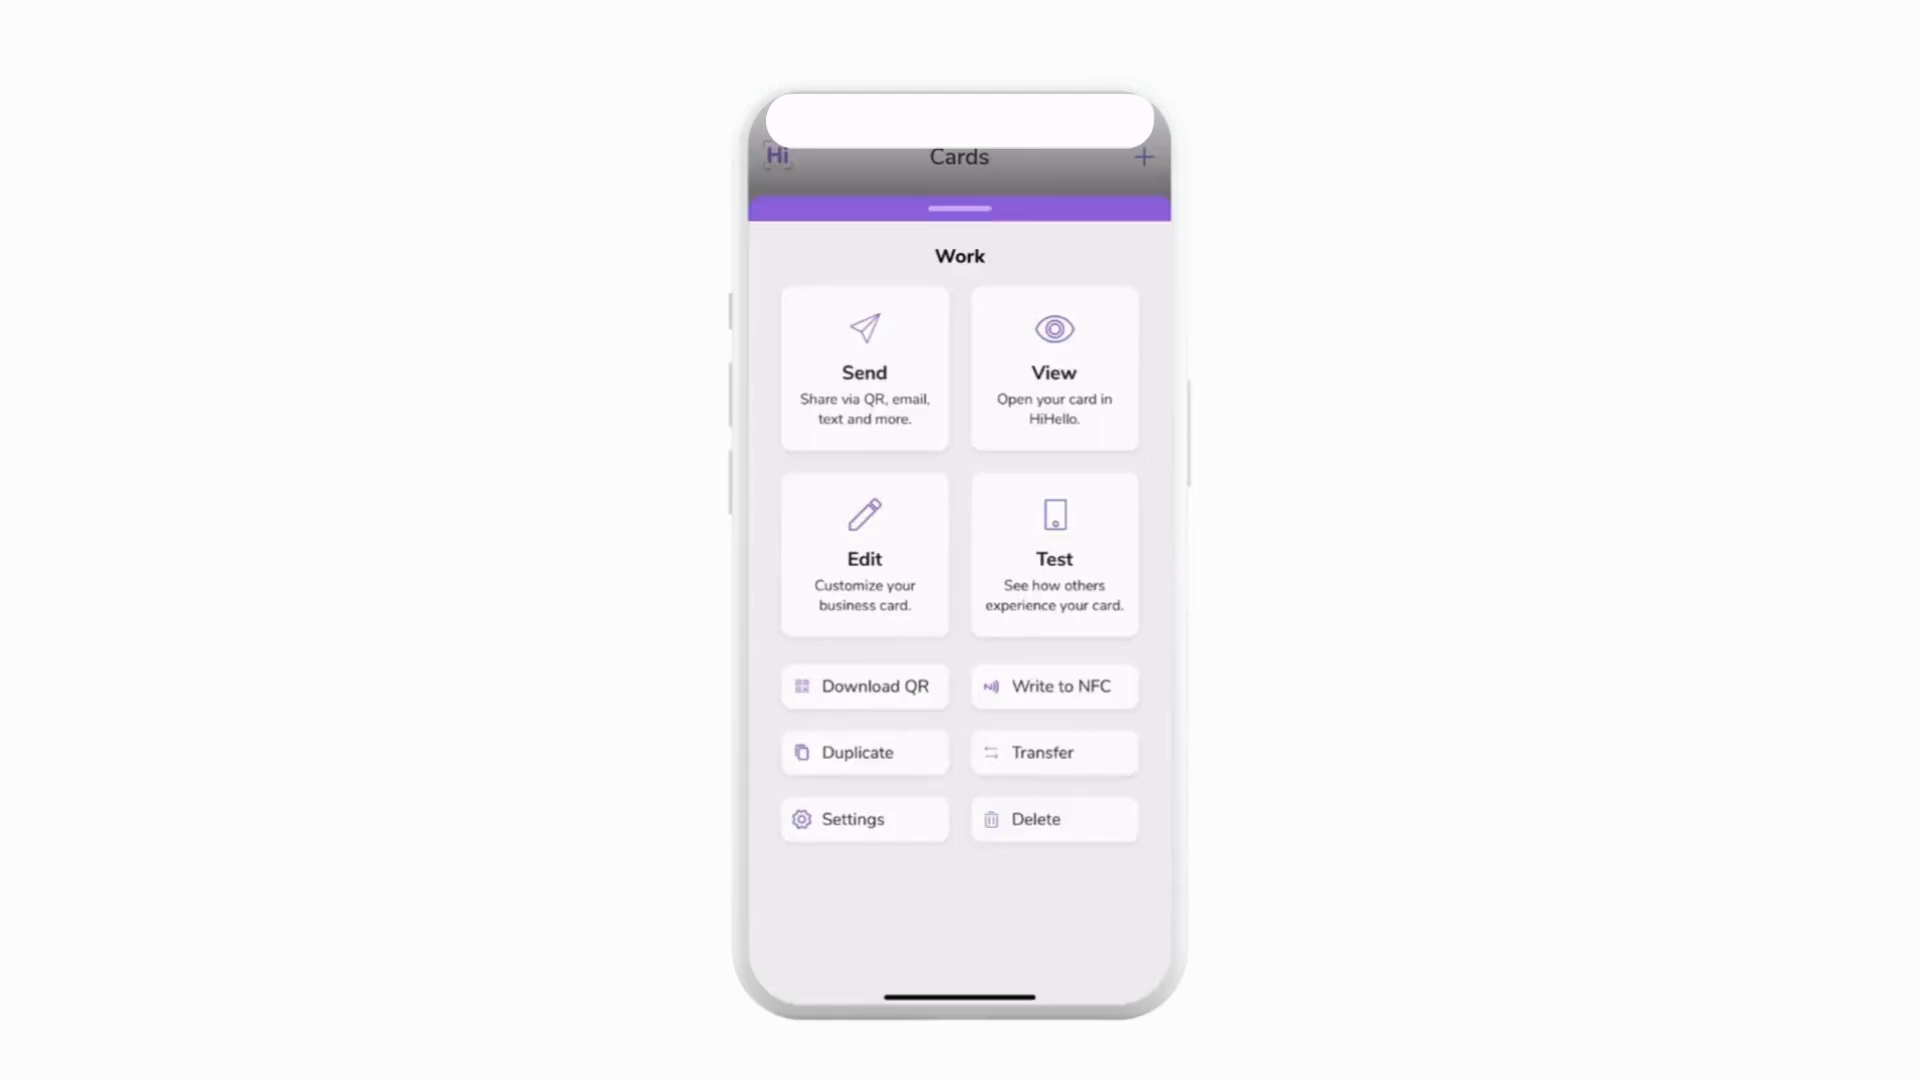 Hi
Cards
Work
Send
Share via QR, email,
text and more.
View
Open your card in
HiHello.
Edit
Customize your
business card.
Test
See how others
experience your card.
Download QR
Write to NFC
Duplicate
Transfer
Settings
Delete